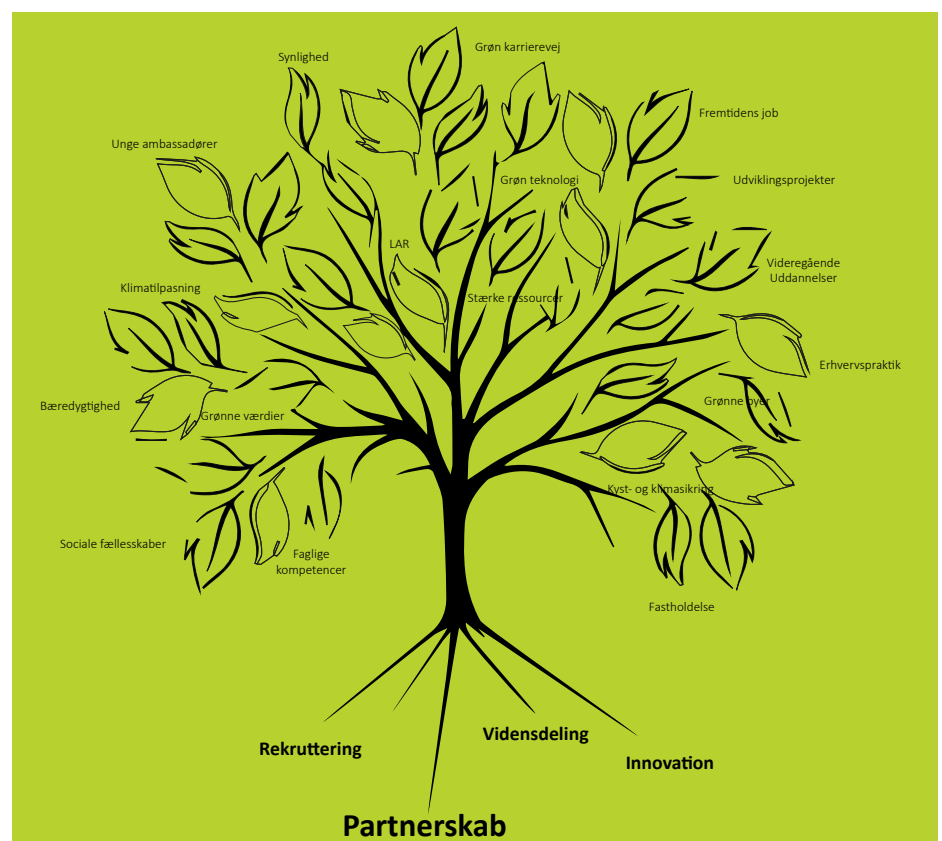 Grøn karrierevej
Synlighed
Fremtidens job
Unge ambassadører
Grøn teknologi
Udviklingsprojekter
LAR
Videregående
Uddannelser
Klimatilpasning
Stærke ressourcer
Erhvervspraktik
Bæredygtighed
Grønne byer
Grønne værdier
Kyst- og klimasikring
Sociale fællesskaber
Faglige
kompetencer
Fastholdelse
Vidensdeling
Rekruttering
Innovation
Partnerskab